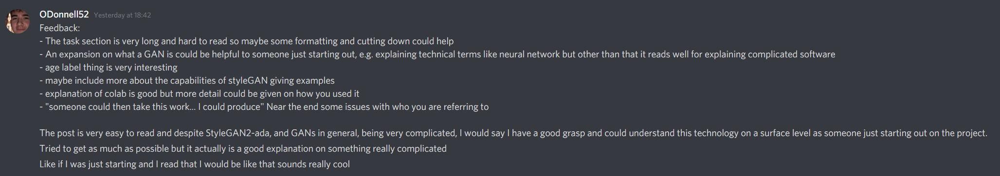 ODonnell52 Yesterday at 18:42
Feedback:
- The task section is very long and hard to read so maybe some formatting and cutting down could help
- An expansion on what a GAN is could be helpful to someone just starting out, e.g. explaining technical terms like neural network but other than that it reads well for explaining complicated software
- age label thing is very interesting
- maybe include more about the capabilities of styleGAN giving examples
- explanation of colab is good but more detail could be given on how you used it
- "someone could then take this work... I could produce" Near the end some issues with who you are referring to
The post is very easy to read and despite StyleGAN2-ada, and GANs in general, being very complicated, I would say I have a good grasp and could understand this technology on a surface level as someone just starting out on the project.
Tried to get as much as possible but it actually is a good explanation on something really complicated
Like if I was just starting and I read that I would be like that sounds really cool